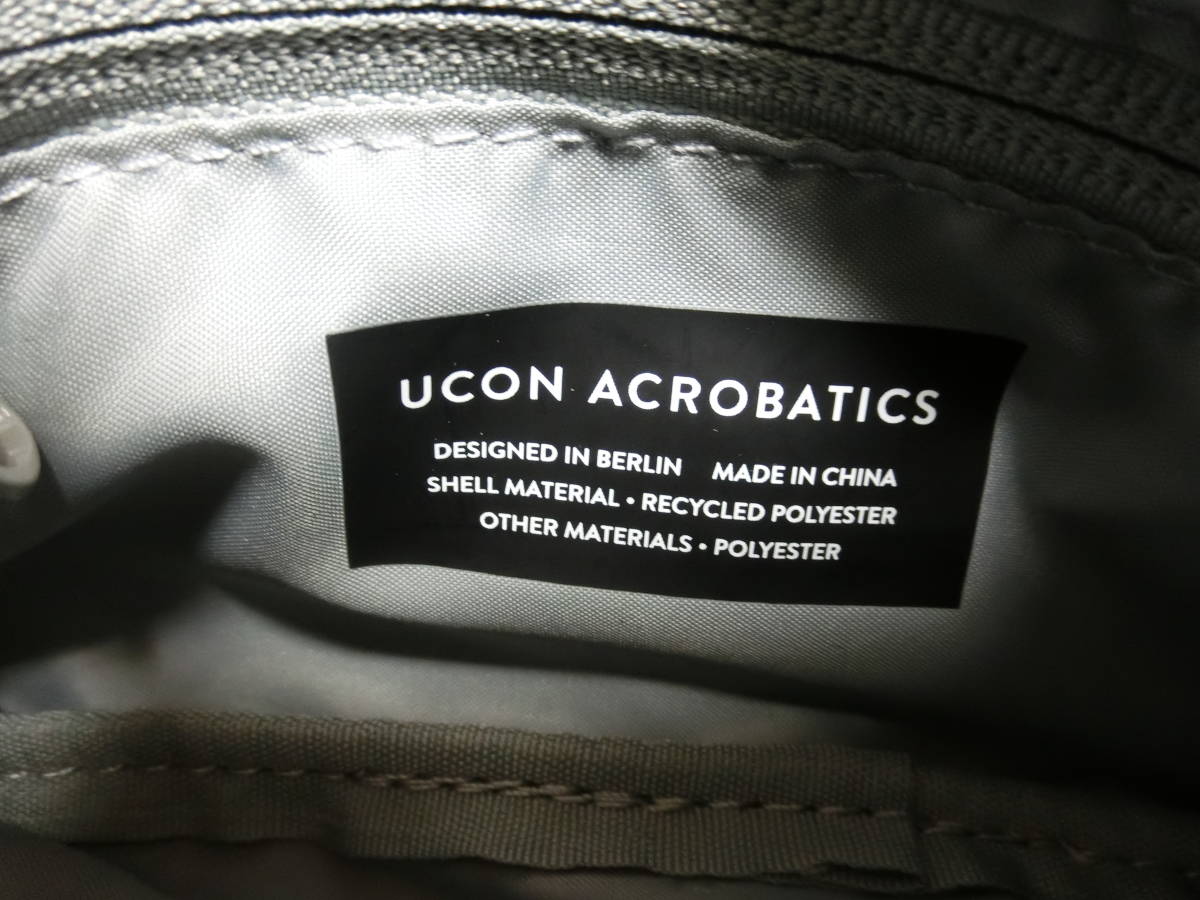 UCON ACROBATICS
DESIGNED IN BERLIN MADE IN CHINA
SHELL MATERIAL • RECYCLED POLYESTER
OTHER MATERIALS • POLYESTER